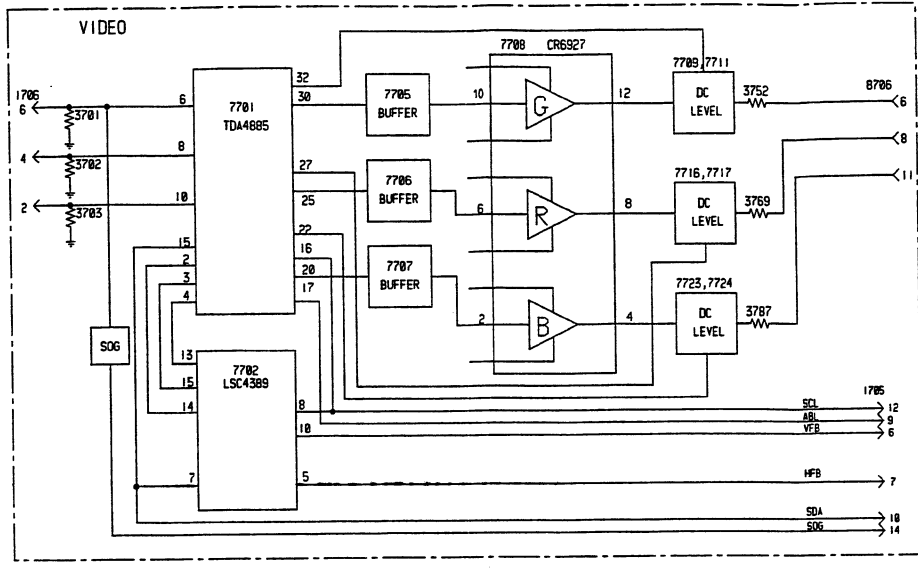 VIDEO
7708 CR6927
7709,7711
1706
6
3701
6
7701
TDA4885
32
30
7705
BUFFER
10
G
12
DC
LEVEL
3752
8706
6
4
3702
8
8
2
3703
10
27
25
7706
BUFFER
6
R
8
7716,7717
DC
LEVEL
3769
11
15
2
3
4
22
16
20
17
7707
BUFFER
2
B
4
7723,7724
DC
LEVEL
3787
SOG
13
15
14
7
7702
LSC4389
8
10
5
1705
SCL
12
ABL
9
VFB
6
HFB
7
SDA
10
SOG
14